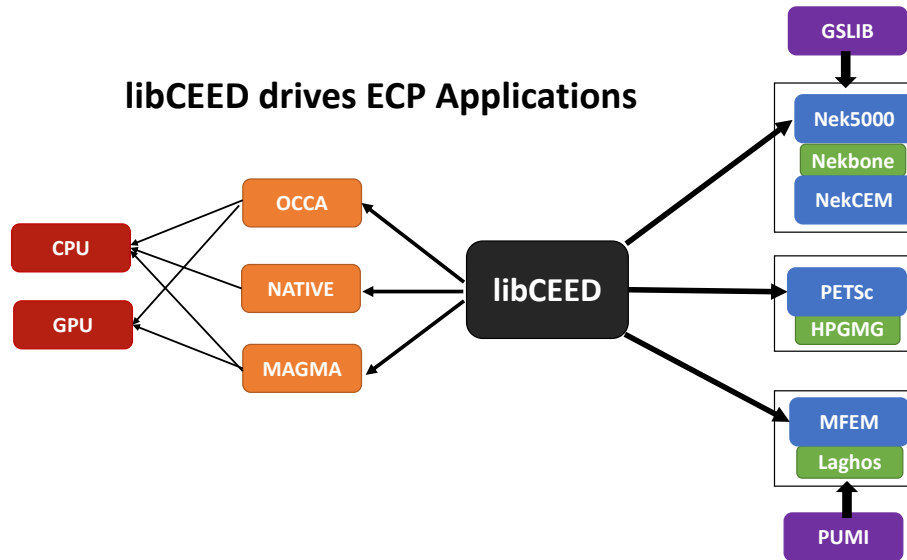 libCEED drives ECP Applications
CPU
GPU
OCCA
NATIVE
MAGMA
libCEED
GSLIB
Nek5000
Nekbone
NekCEM
PETSc
HPGMG
MFEM
Laghos
PUMI